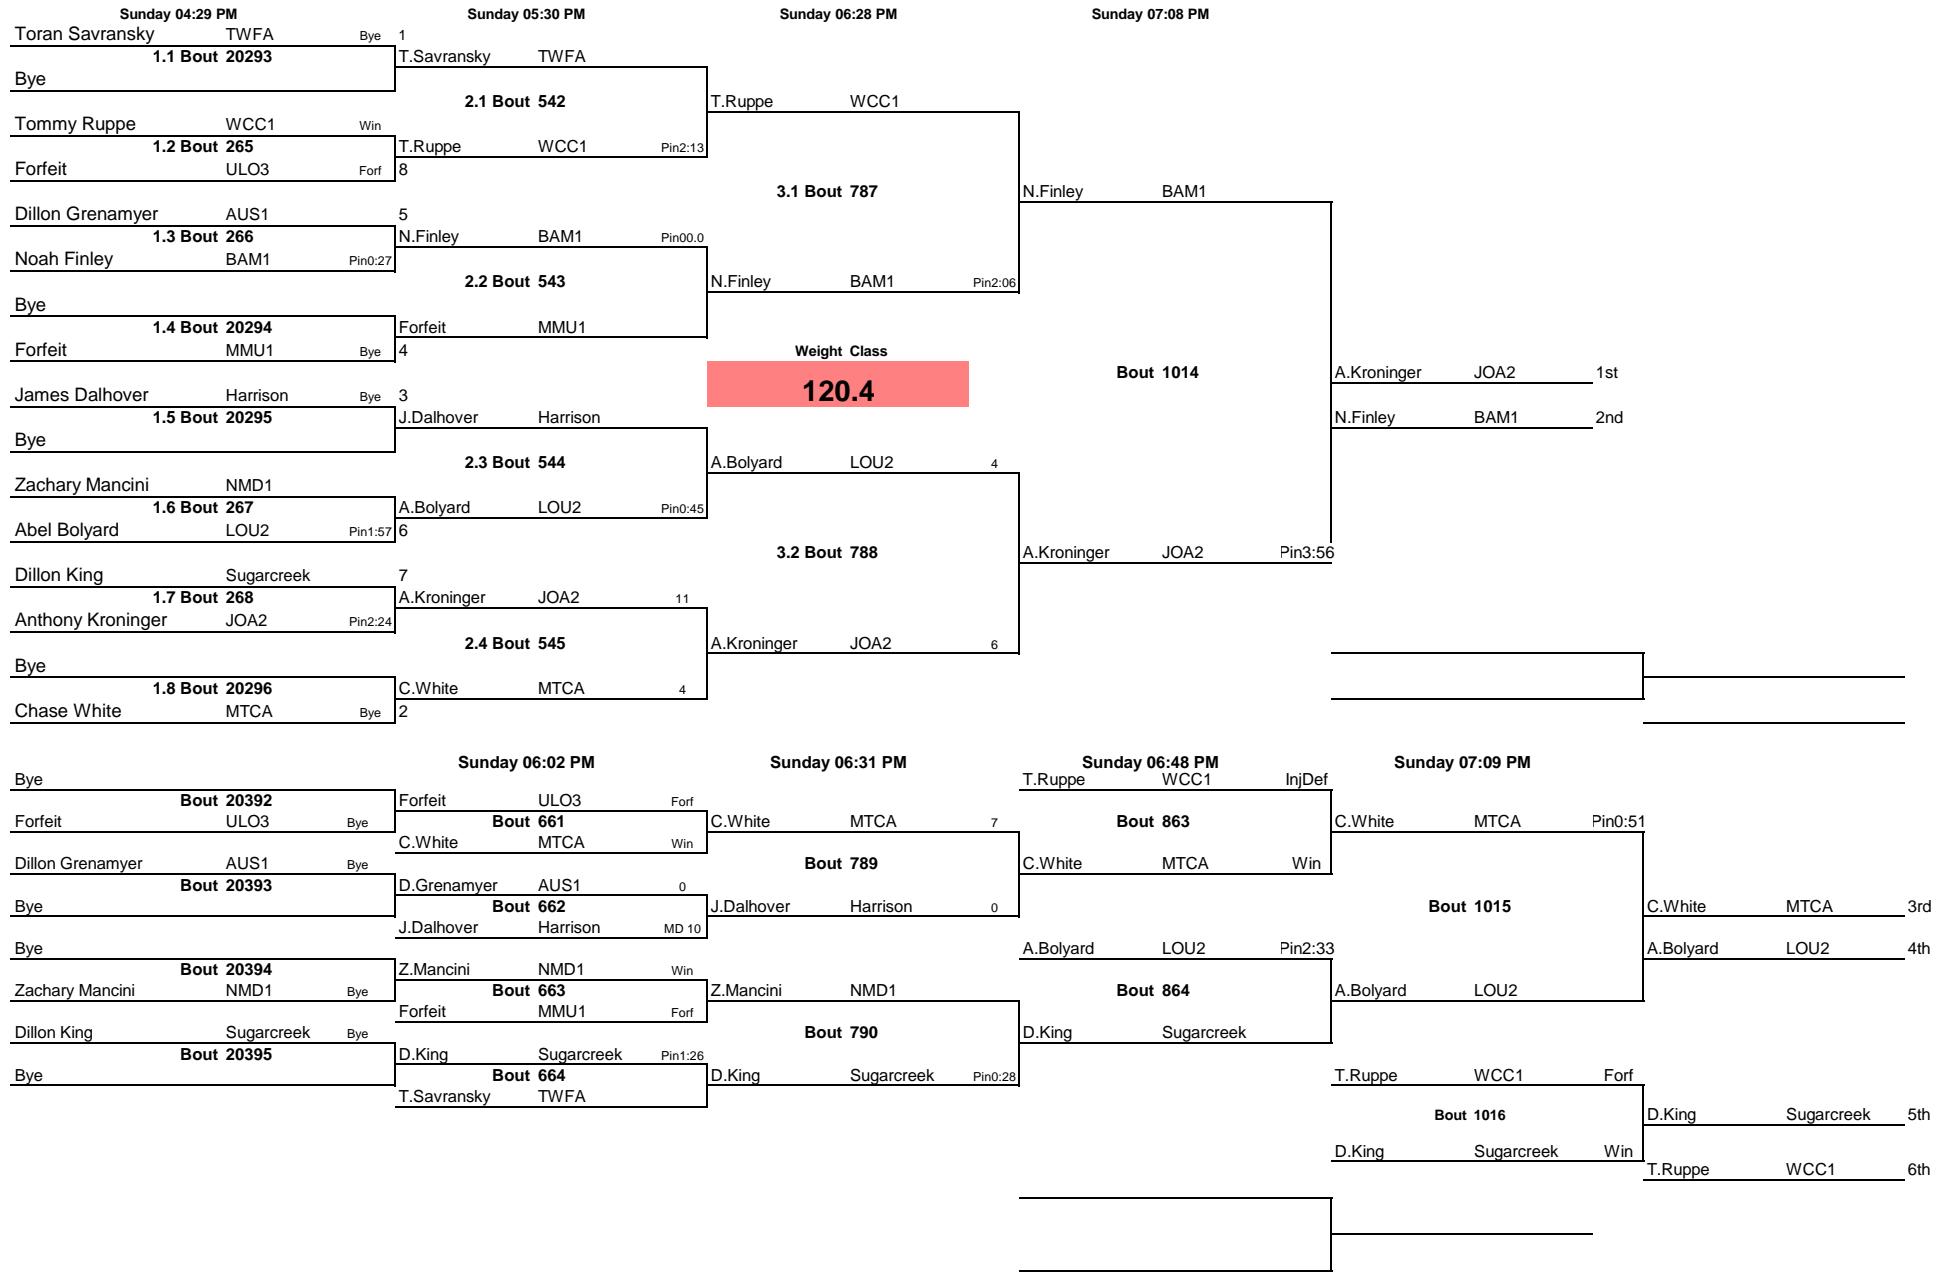 Sunday 04:29 PM Sunday 05:30 PM Sunday 06:28 PM Sunday 07:08 PM
Toran Savransky TWFA Bye 1
1.1 Bout 20293 T.Savransky TWFA
Bye
2.1 Bout 542 T.Ruppe WCC1
Tommy Ruppe WCC1 Win
1.2 Bout 265 T.Ruppe WCC1 Pin2:13
Forfeit ULO3 Forf 8
3.1 Bout 787 N.Finley BAM1
Dillon Grenamyer AUS1 5
1.3 Bout 266 N.Finley BAM1 Pin00.0
Noah Finley BAM1 Pin0:27
2.2 Bout 543 N.Finley BAM1 Pin2:06
Bye
1.4 Bout 20294 Forfeit MMU1
Forfeit MMU1 Bye 4 Weight Class
Bout 1014 A.Kroninger JOA2 1st
James Dalhover Harrison Bye 3 120.4
1.5 Bout 20295 J.Dalhover Harrison N.Finley BAM1 2nd
Bye
2.3 Bout 544 A.Bolyard LOU2 4
Zachary Mancini NMD1
1.6 Bout 267 A.Bolyard LOU2 Pin0:45
Abel Bolyard LOU2 Pin1:57 6
3.2 Bout 788 A.Kroninger JOA2 Pin3:56
Dillon King Sugarcreek 7
1.7 Bout 268 A.Kroninger JOA2 11
Anthony Kroninger JOA2 Pin2:24
2.4 Bout 545 A.Kroninger JOA2 6
Bye
1.8 Bout 20296 C.White MTCA 4
Chase White MTCA Bye 2
Sunday 06:02 PM Sunday 06:31 PM Sunday 06:48 PM Sunday 07:09 PM
Bye T.Ruppe WCC1 InjDef
Bout 20392 Forfeit ULO3 Forf
Forfeit ULO3 Bye Bout 661 C.White MTCA 7 Bout 863 C.White MTCA Pin0:51
C.White MTCA Win
Dillon Grenamyer AUS1 Bye Bout 789 C.White MTCA Win
Bout 20393 D.Grenamyer AUS1 0
Bye Bout 662 J.Dalhover Harrison 0 Bout 1015 C.White MTCA 3rd
J.Dalhover Harrison MD 10
Bye A.Bolyard LOU2 Pin2:33 A.Bolyard LOU2 4th
Bout 20394 Z.Mancini NMD1 Win
Zachary Mancini NMD1 Bye Bout 663 Z.Mancini NMD1 Bout 864 A.Bolyard LOU2
Forfeit MMU1 Forf
Dillon King Sugarcreek Bye Bout 790 D.King Sugarcreek
Bout 20395 D.King Sugarcreek Pin1:26
Bye Bout 664 D.King Sugarcreek Pin0:28 T.Ruppe WCC1 Forf
T.Savransky TWFA
Bout 1016 D.King Sugarcreek 5th
D.King Sugarcreek Win
T.Ruppe WCC1 6th